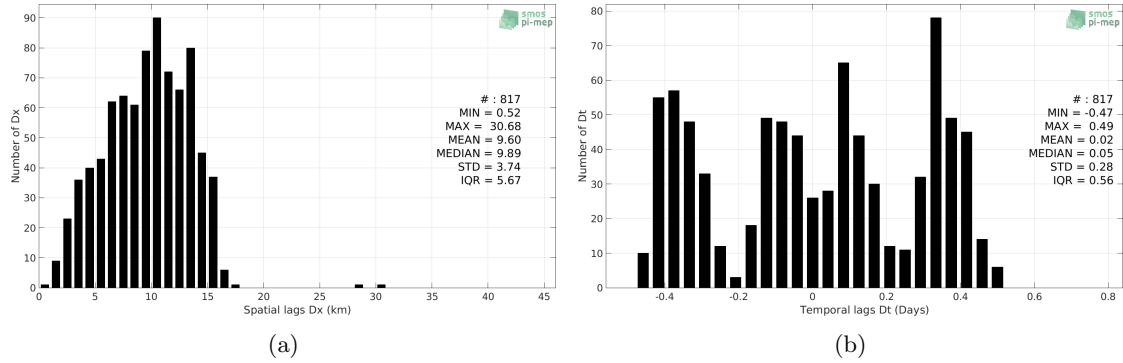 smos
pi-mep
90
80
70
60
50
40
30
20
10
0
Number of Dx
# : 817
MIN = 0.52
MAX = 30.68
MEAN = 9.60
MEDIAN = 9.89
STD = 3.74
IQR = 5.67
0 5 10 15 20 25 30 35 40 45
Spatial lags Dx (km)
(a)
smos
pi-mep
80
70
60
50
40
30
20
10
0
Number of Dt
# : 817
MIN = -0.47
MAX = 0.49
MEAN = 0.02
MEDIAN = 0.05
STD = 0.28
IQR = 0.56
-0.4 -0.2 0 0.2 0.4 0.6 0.8
Temporal lags Dt (Days)
(b)